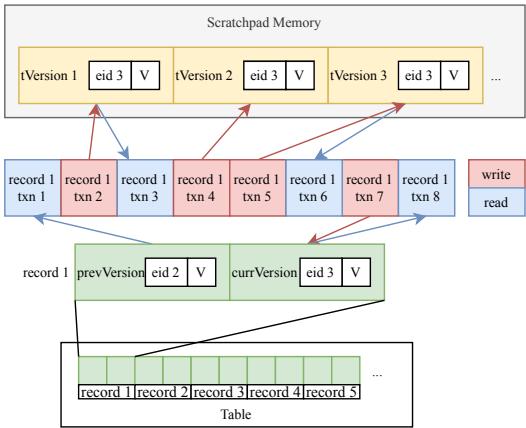 Scratchpad Memory
tVersion 1 eid 3 V tVersion 2 eid 3 V tVersion 3 eid 3 V ...
record 1 record 1 record 1 record 1 record 1 record 1 record 1 record 1 write
txn 1 txn 2 txn 3 txn 4 txn 5 txn 6 txn 7 txn 8 read
record 1 prevVersion eid 2 V currVersion eid 3 V
...
record 1 record 2 record 3 record 4 record 5
Table